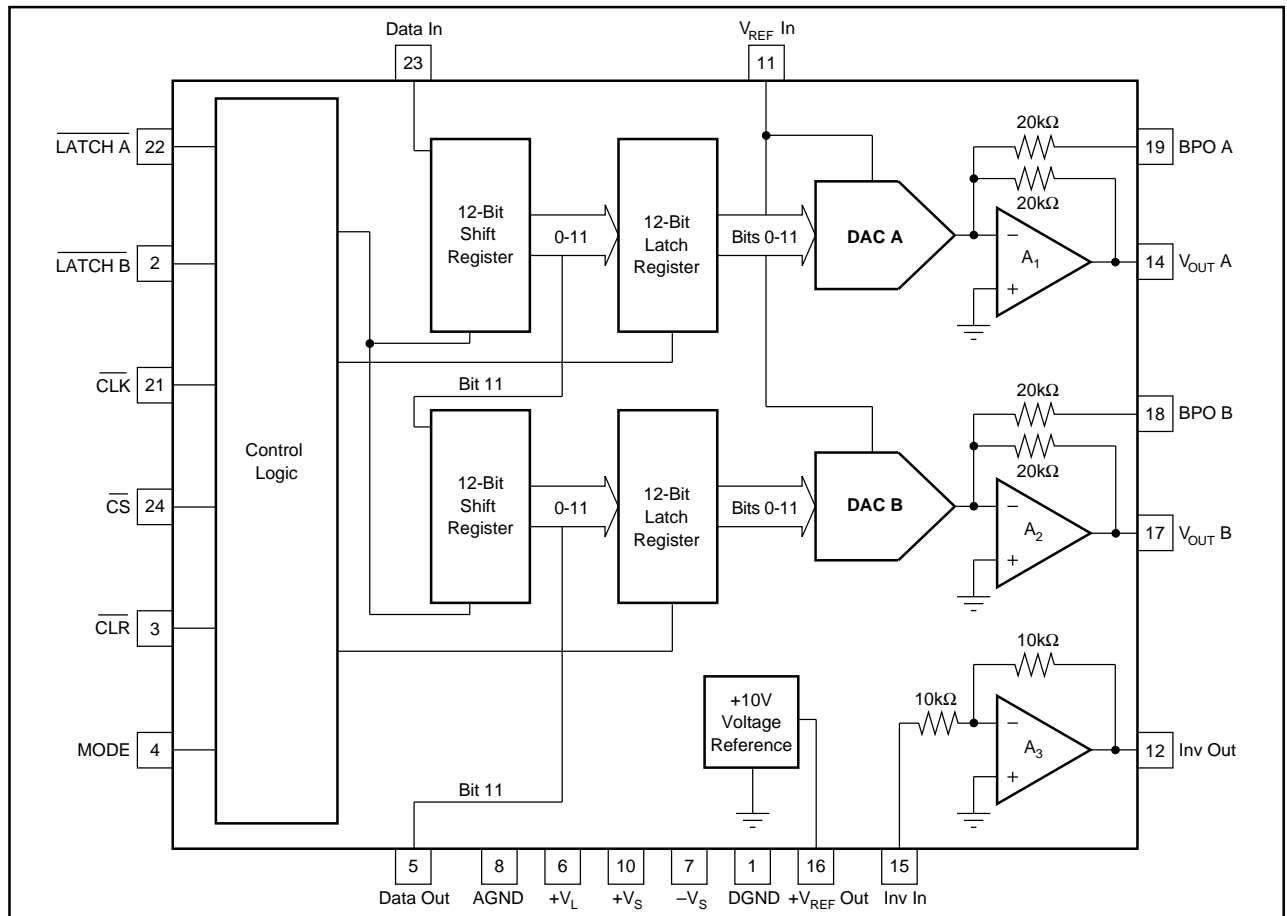 Data In
23
V_REF In
11
LATCH A
22
LATCH B
2
CLK
21
CS
24
CLR
3
MODE
4
Control
Logic
12-Bit
Shift
Register
0-11
12-Bit
Latch
Register
Bits 0-11
DAC A
20kΩ
20kΩ
−
A1
+
19
BPO A
14
V_OUT A
Bit 11
12-Bit
Shift
Register
0-11
12-Bit
Latch
Register
Bits 0-11
DAC B
20kΩ
20kΩ
−
A2
+
18
BPO B
17
V_OUT B
+10V
Voltage
Reference
10kΩ
10kΩ
−
A3
+
12
Inv Out
Bit 11
5
Data Out
8
AGND
6
+V_L
10
+V_S
7
–V_S
1
DGND
16
+V_REF Out
15
Inv In